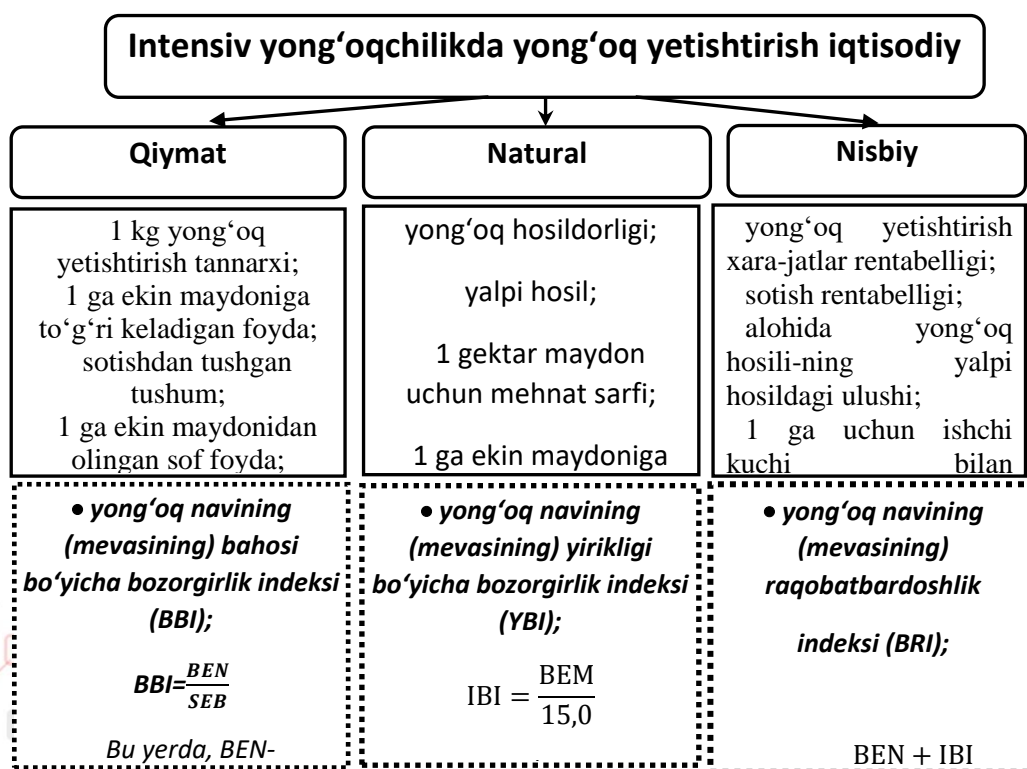 Intensiv yong‘oqchilikda yong‘oq yetishtirish iqtisodiy
Qiymat
Natural
Nisbiy
1 kg yong‘oq
yetishtirish tannarxi;
1 ga ekin maydoniga
to‘g‘ri keladigan foyda;
sotishdan tushgan
tushum;
1 ga ekin maydonidan
olingan sof foyda;
yong‘oq hosildorligi;
yalpi hosil;
1 gektar maydon
uchun mehnat sarfi;
1 ga ekin maydoniga
yong‘oq yetishtirish
xara-jatlar rentabelligi;
sotish rentabelligi;
alohida yong‘oq
hosili-ning yalpi
hosildagi ulushi;
1 ga uchun ishchi
kuchi bilan
• yong‘oq navining
(mevasining) bahosi
bo‘yicha bozorgirlik indeksi
(BBI);
BBI=BEN/SEB
Bu yerda, BEN-
• yong‘oq navining
(mevasining) yirikligi
bo‘yicha bozorgirlik indeksi
(YBI);
IBI = BEM/15,0
• yong‘oq navining
(mevasining)
raqobatbardoshlik
indeksi (BRI);
BEN + IBI